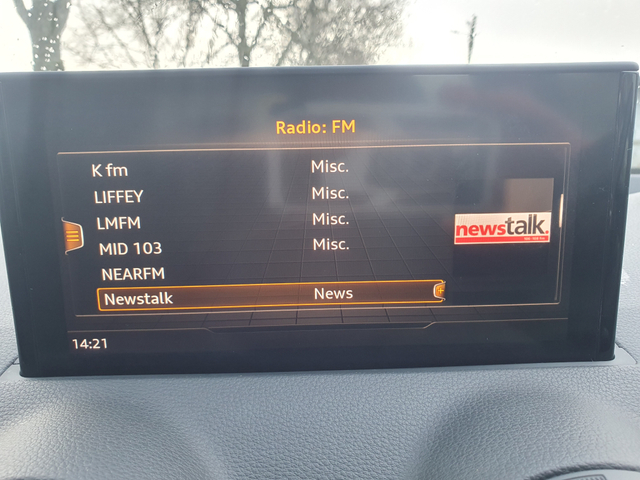 Radio: FM
K fm Misc.
LIFFEY Misc.
LMFM Misc.
MID 103 Misc.
NEARFM
Newstalk News
newstalk.
14:21